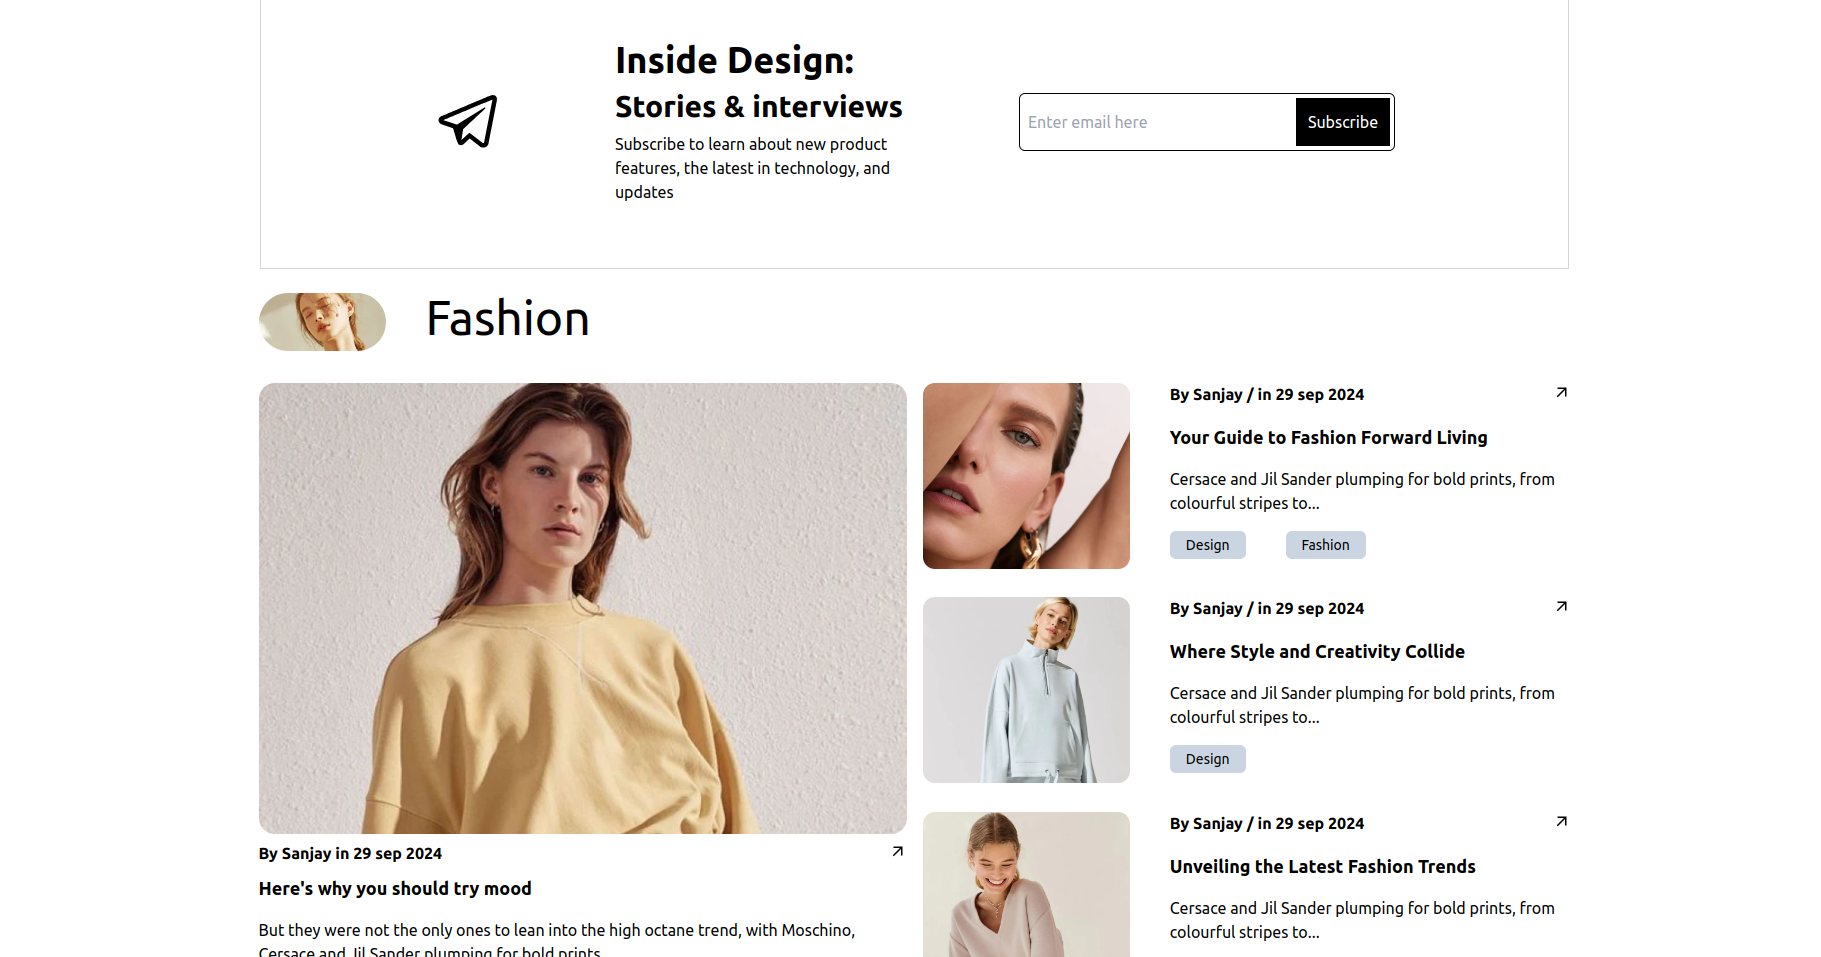 Inside Design:
Stories & interviews
Subscribe to learn about new product
features, the latest in technology, and
updates
Enter email here
Subscribe
Fashion
By Sanjay in 29 sep 2024
Here's why you should try mood
But they were not the only ones to lean into the high octane trend, with Moschino,
Cersace and Jil Sander plumping for bold prints
By Sanjay / in 29 sep 2024
Your Guide to Fashion Forward Living
Cersace and Jil Sander plumping for bold prints, from
colourful stripes to...
Design
Fashion
By Sanjay / in 29 sep 2024
Where Style and Creativity Collide
Cersace and Jil Sander plumping for bold prints, from
colourful stripes to...
Design
By Sanjay / in 29 sep 2024
Unveiling the Latest Fashion Trends
Cersace and Jil Sander plumping for bold prints, from
colourful stripes to...